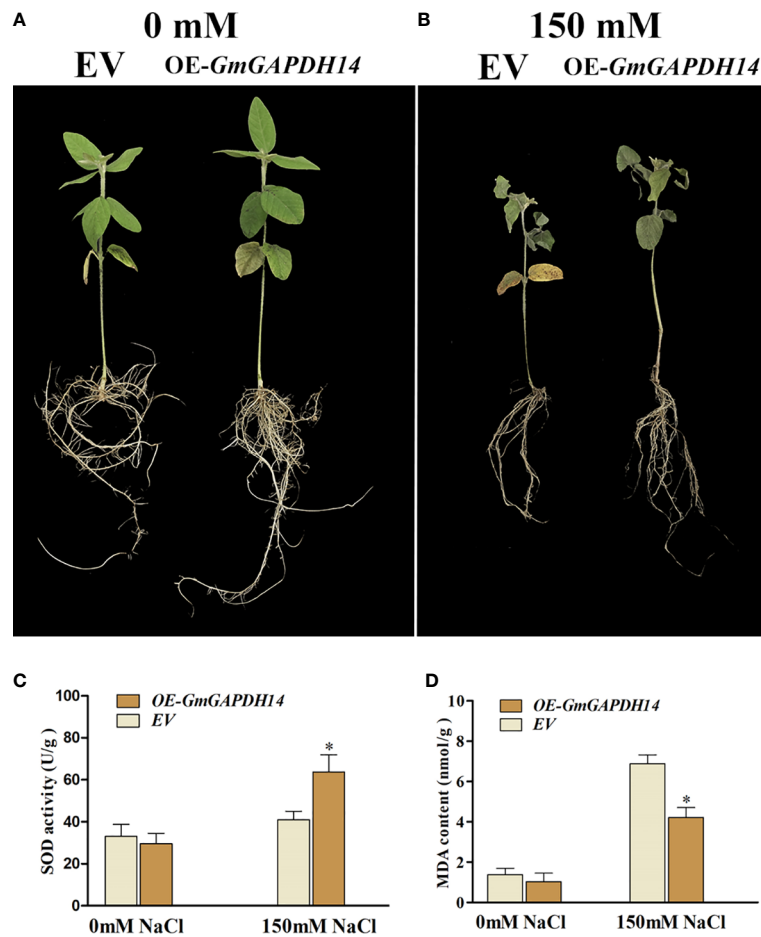 A
0 mM
EV OE-GmGAPDH14
B
150 mM
EV OE-GmGAPDH14
C
SOD activity (U/g)
100
80
60
40
20
0
OE-GmGAPDH14
EV
*
0mM NaCl 150mM NaCl
D
MDA content (nmol/g )
10
8
6
4
2
0
OE-GmGAPDH14
EV
*
0mM NaCl 150mM NaCl